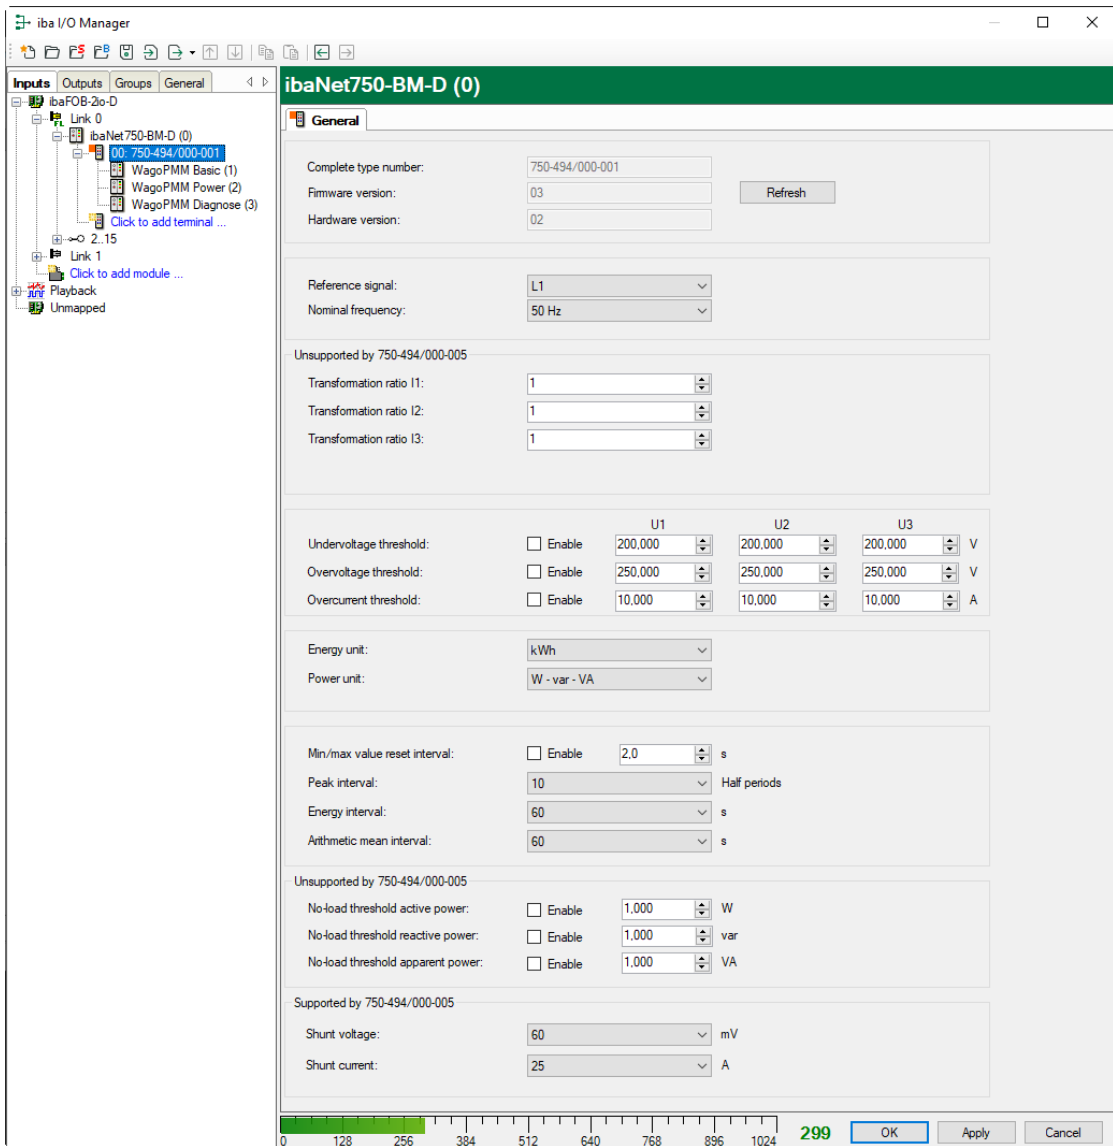 iba I/O Manager
Inputs Outputs Groups General
ibaFOB-2io-D
Link 0
ibaNet750-BM-D (0)
00: 750-494/000-001
WagoPMM Basic (1)
WagoPMM Power (2)
WagoPMM Diagnose (3)
Click to add terminal ...
2..15
Link 1
Click to add module ...
Playback
Unmapped
ibaNet750-BM-D (0)
General
Complete type number: 750-494/000-001
Firmware version: 03 Refresh
Hardware version: 02
Reference signal: L1
Nominal frequency: 50 Hz
Unsupported by 750-494/000-005
Transformation ratio I1: 1
Transformation ratio I2: 1
Transformation ratio I3: 1
U1 U2 U3
Undervoltage threshold: Enable 200,000 200,000 200,000 V
Overvoltage threshold: Enable 250,000 250,000 250,000 V
Overcurrent threshold: Enable 10,000 10,000 10,000 A
Energy unit: kWh
Power unit: W - var - VA
Min/max value reset interval: Enable 2,0 s
Peak interval: 10 Half periods
Energy interval: 60 s
Arithmetic mean interval: 60 s
Unsupported by 750-494/000-005
No-load threshold active power: Enable 1,000 W
No-load threshold reactive power: Enable 1,000 var
No-load threshold apparent power: Enable 1,000 VA
Supported by 750-494/000-005
Shunt voltage: 60 mV
Shunt current: 25 A
0 128 256 384 512 640 768 896 1024 299 OK Apply Cancel